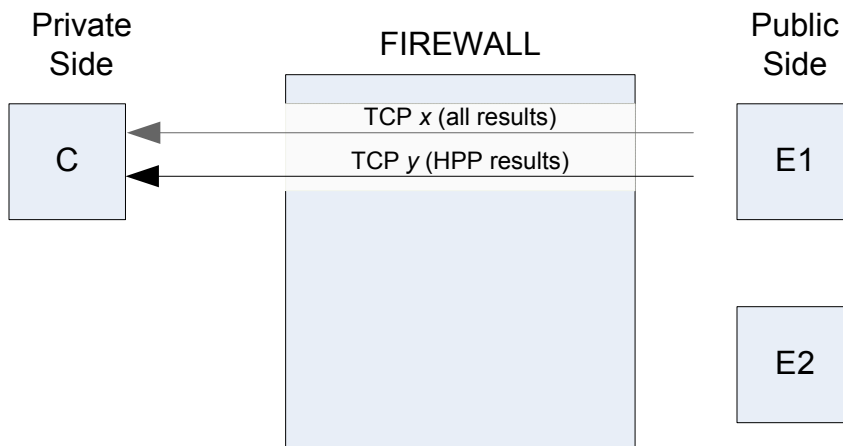 Private
Side
FIREWALL
Public
Side
TCP x (all results)
TCP y (HPP results)
C
E1
E2